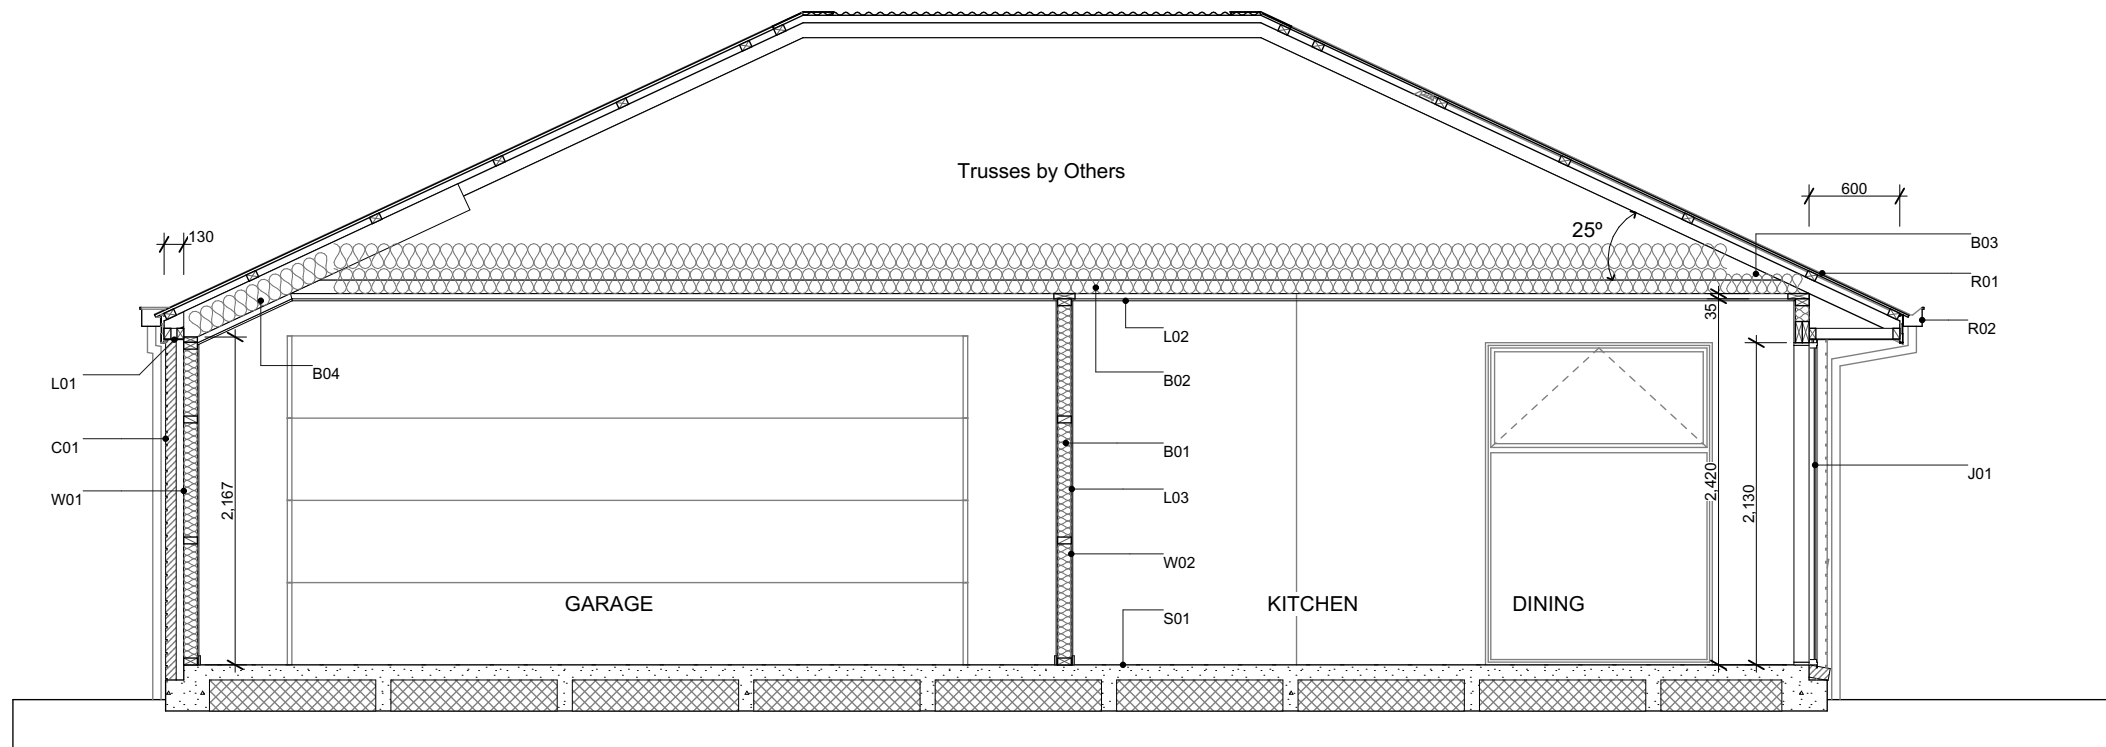 Trusses by Others
600
25º
130
B03
R01
35
L02
R02
L01
B04
B02
C01
B01
2,167
2,420
2,130
J01
W01
L03
W02
GARAGE
KITCHEN
DINING
S01